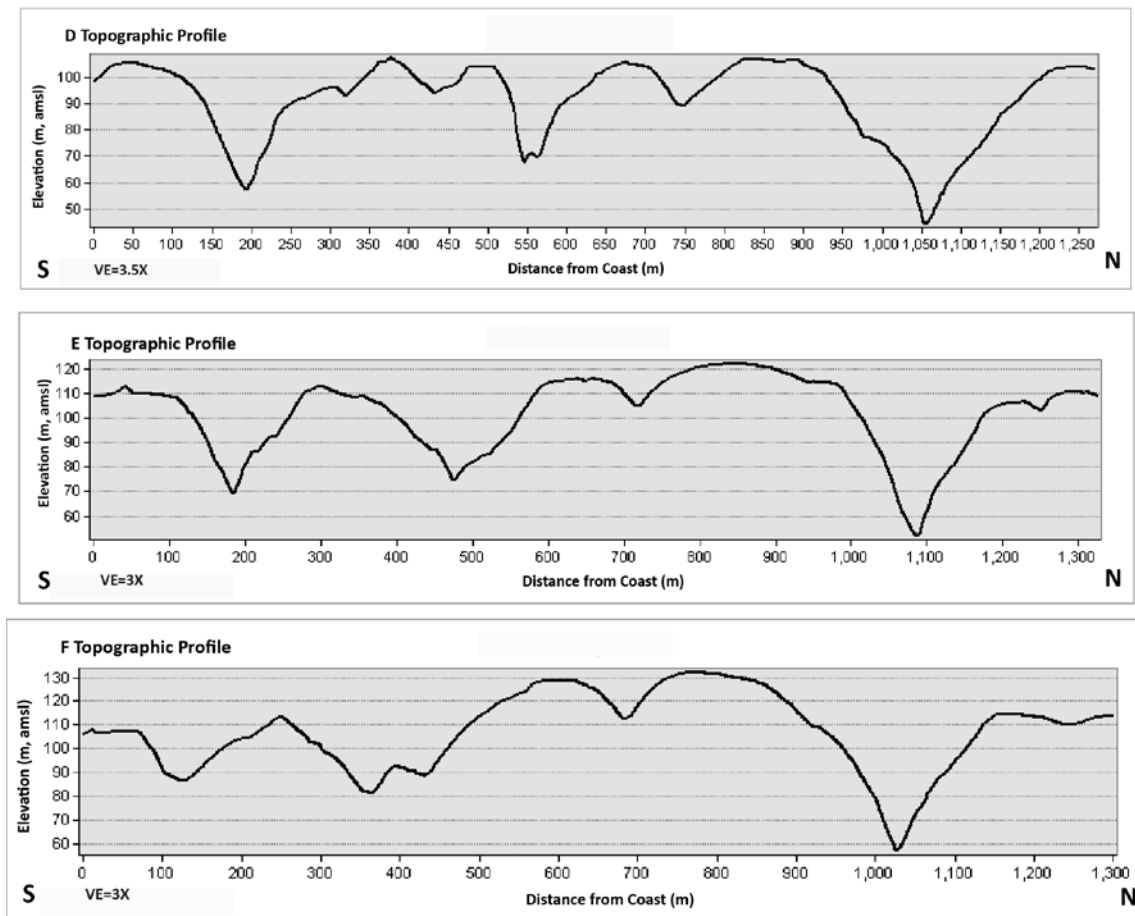 D Topographic Profile
Elevation (m, amsl)
100
90
80
70
60
50
0 50 100 150 200 250 300 350 400 450 500 550 600 650 700 750 800 850 900 950 1,000 1,050 1,100 1,150 1,200 1,250
S VE=3.5X Distance from Coast (m) N
E Topographic Profile
Elevation (m, amsl)
120
110
100
90
80
70
60
0 100 200 300 400 500 600 700 800 900 1,000 1,100 1,200 1,300
S VE=3X Distance from Coast (m) N
F Topographic Profile
Elevation (m, amsl)
130
120
110
100
90
80
70
60
0 100 200 300 400 500 600 700 800 900 1,000 1,100 1,200 1,300
S VE=3X Distance from Coast (m) N